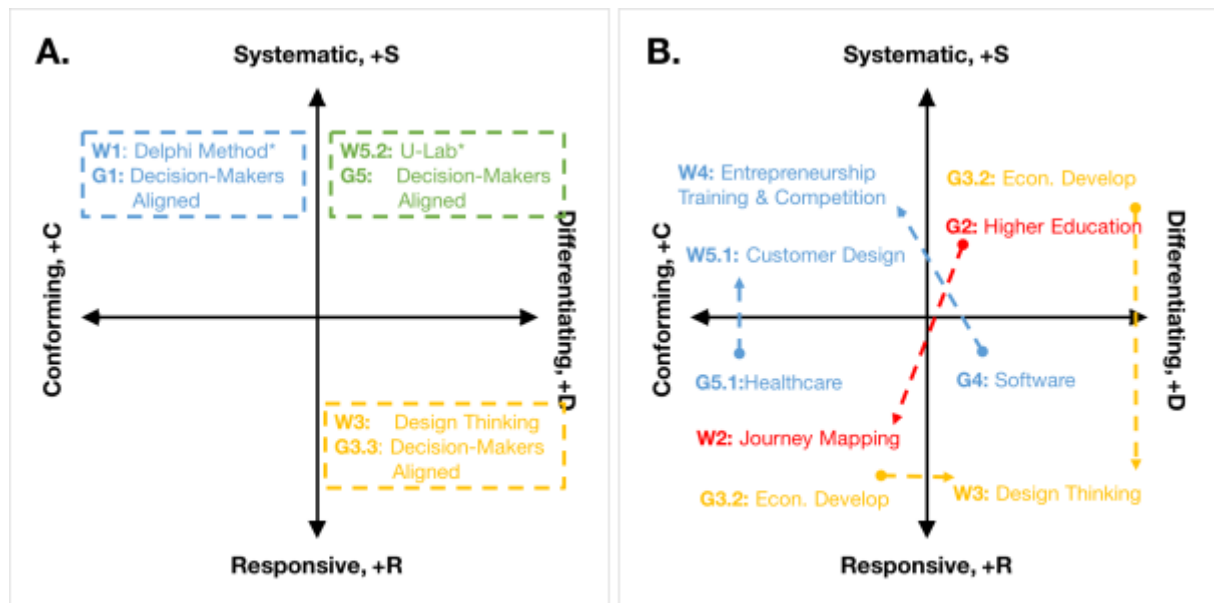 A.
Systematic, +S
W1: Delphi Method*
G1: Decision-Makers
Aligned
W5.2: U-Lab*
G5: Decision-Makers
Aligned
Conforming, +C
Differentiating, +D
W3: Design Thinking
G3.3: Decision-Makers
Aligned
Responsive, +R
B.
Systematic, +S
W4: Entrepreneurship
Training & Competition
G3.2: Econ. Develop
G2: Higher Education
W5.1: Customer Design
Conforming, +C
Differentiating, +D
G5.1:Healthcare
G4: Software
W2: Journey Mapping
G3.2: Econ. Develop
W3: Design Thinking
Responsive, +R